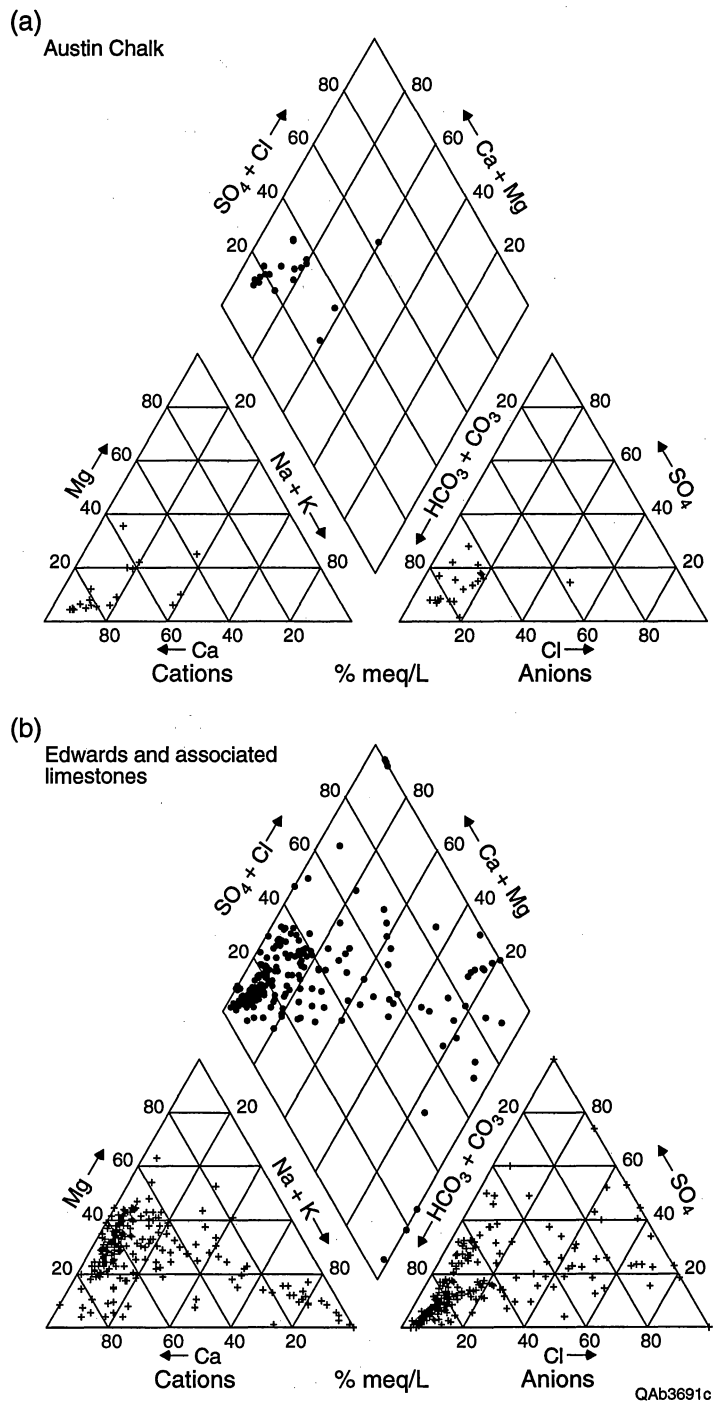 (a)
Austin Chalk
80 80
60 60
SO₄ + Cl → Ca + Mg
40 40
20 20
80 20 20 80
Mg → Na + K → HCO₃ + CO₃ SO₄
60 60
40 40
20 80 80 20
80 60 40 20 20 40 60 80
← Ca Cl →
Cations % meq/L Anions
(b)
Edwards and associated
limestones
80 80
60 60
SO₄ + Cl → Ca + Mg
40 40
20 20
80 20 20 80
Mg → Na + K → HCO₃ + CO₃ SO₄
60 60
40 40
20 80 80 20
80 60 40 20 20 40 60 80
← Ca Cl →
Cations % meq/L Anions
QAb3691c